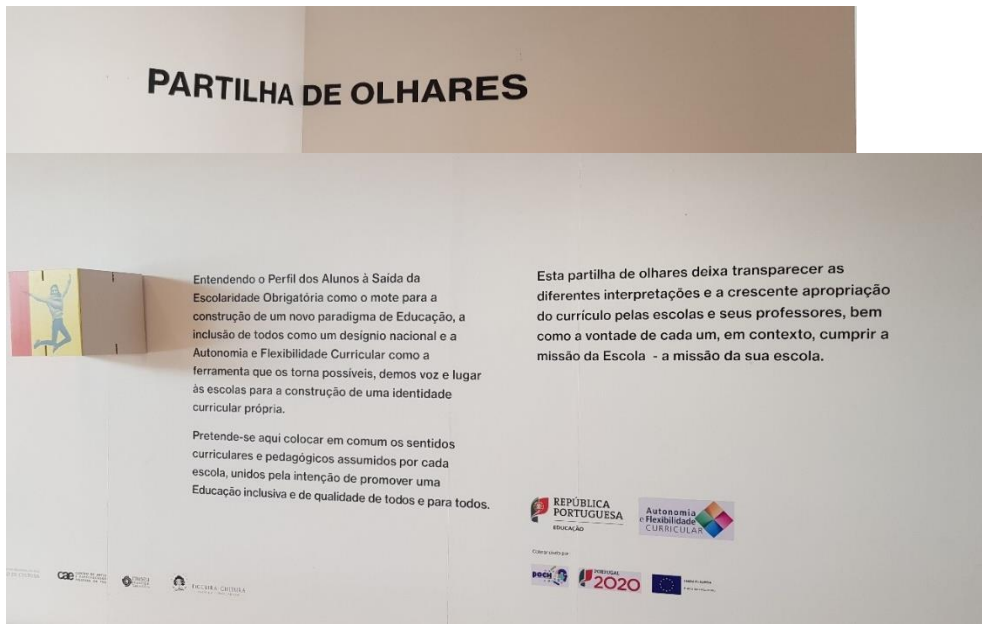 PARTILHA DE OLHARES
Entendendo o Perfil dos Alunos à Saída da
Escolaridade Obrigatória como o mote para a
construção de um novo paradigma de Educação, a
inclusão de todos como um desígnio nacional e a
Autonomia e Flexibilidade Curricular como a
ferramenta que os torna possíveis, demos voz e lugar
às escolas para a construção de uma identidade
curricular própria.
Pretende-se aqui colocar em comum os sentidos
curriculares e pedagógicos assumidos por cada
escola, unidos pela intenção de promover uma
Educação inclusiva e de qualidade de todos e para todos.
Esta partilha de olhares deixa transparecer as
diferentes interpretações e a crescente apropriação
do currículo pelas escolas e seus professores, bem
como a vontade de cada um, em contexto, cumprir a
missão da Escola - a missão da sua escola.
REPÚBLICA
PORTUGUESA
EDUCAÇÃO
Autonomia
e Flexibilidade
CURRICULAR
Cofinanciado por:
POCH
PORTUGAL
2020
cae
FIGUEIRA CULTURA